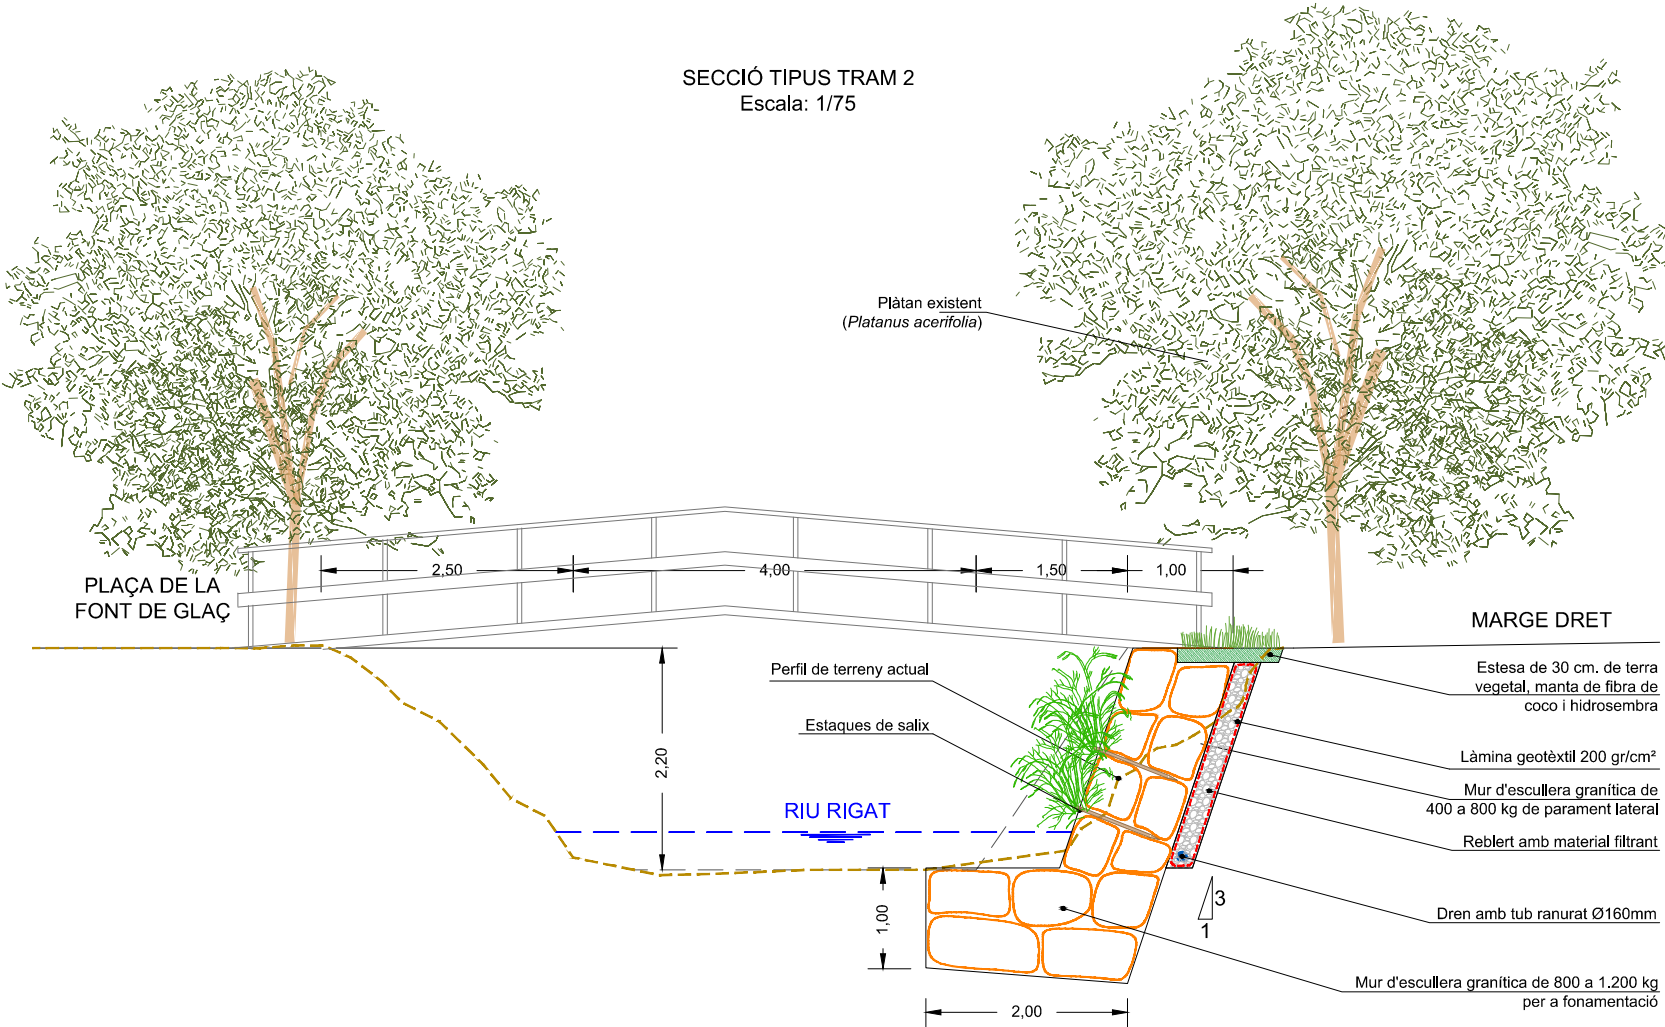 SECCIÓ TIPUS TRAM 2
Escala: 1/75
Plàtan existent
(Platanus acerifolia)
2,50
4,00
1,50
1,00
PLAÇA DE LA
FONT DE GLAÇ
MARGE DRET
Perfil de terreny actual
Estaques de salix
2,20
RIU RIGAT
Estesa de 30 cm. de terra
vegetal, manta de fibra de
coco i hidrosembra
Làmina geotèxtil 200 gr/cm²
Mur d'escullera granítica de
400 a 800 kg de parament lateral
Reblert amb material filtrant
3
1
Dren amb tub ranurat Ø160mm
1,00
Mur d'escullera granítica de 800 a 1.200 kg
per a fonamentació
2,00